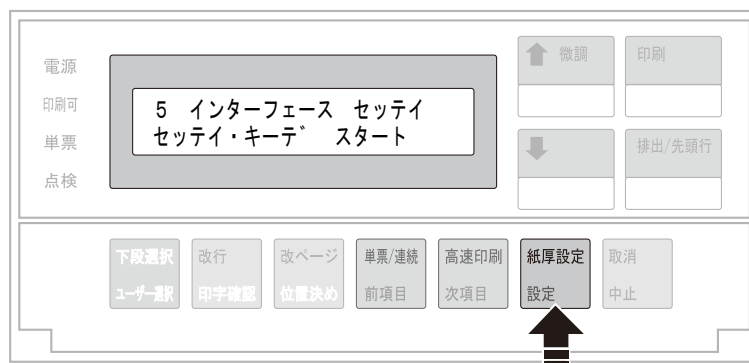 電源
印刷可
単票
点検
5 インターフェース セッテイ
セッテイ・キーデ スタート
微調
印刷
排出/先頭行
下段選択
ユーザー選択
改行
印字確認
改ページ
位置決め
単票/連続
前項目
高速印刷
次項目
紙厚設定
設定
取消
中止